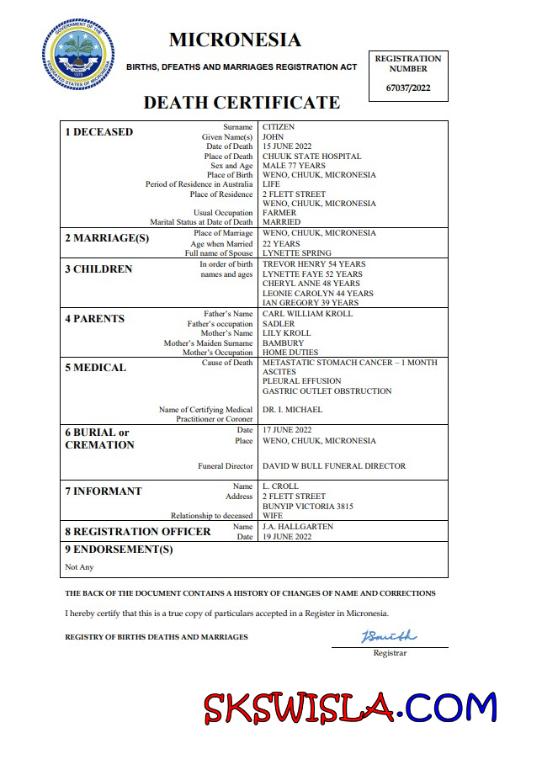 MICRONESIA
BIRTHS, DFEATHS AND MARRIAGES REGISTRATION ACT
REGISTRATION
NUMBER
67037/2022
DEATH CERTIFICATE
1 DECEASED
Surname CITIZEN
Given Name(s) JOHN
Date of Death 15 JUNE 2022
Place of Death CHUUK STATE HOSPITAL
Sex and Age MALE 77 YEARS
Place of Birth WENO, CHUUK, MICRONESIA
Period of Residence in Australia LIFE
Place of Residence 2 FLETT STREET
WENO, CHUUK, MICRONESIA
Usual Occupation FARMER
Marital Status at Date of Death MARRIED
2 MARRIAGE(S)
Place of Marriage WENO, CHUUK, MICRONESIA
Age when Married 22 YEARS
Full name of Spouse LYNETTE SPRING
3 CHILDREN
In order of birth TREVOR HENRY 54 YEARS
names and ages LYNETTE FAYE 52 YEARS
CHERYL ANNE 48 YEARS
LEONIE CAROLYN 44 YEARS
IAN GREGORY 39 YEARS
4 PARENTS
Father's Name CARL WILLIAM KROLL
Father's occupation SADLER
Mother's Name LILY KROLL
Mother's Maiden Surname BAMBURY
Mother's Occupation HOME DUTIES
5 MEDICAL
Cause of Death METASTATIC STOMACH CANCER – 1 MONTH
ASCITES
PLEURAL EFFUSION
GASTRIC OUTLET OBSTRUCTION
Name of Certifying Medical DR. I. MICHAEL
Practitioner or Coroner
6 BURIAL or
CREMATION
Date 17 JUNE 2022
Place WENO, CHUUK, MICRONESIA
Funeral Director DAVID W BULL FUNERAL DIRECTOR
7 INFORMANT
Name L. CROLL
Address 2 FLETT STREET
BUNYIP VICTORIA 3815
Relationship to deceased WIFE
8 REGISTRATION OFFICER
Name J.A. HALLGARTEN
Date 19 JUNE 2022
9 ENDORSEMENT(S)
Not Any
THE BACK OF THE DOCUMENT CONTAINS A HISTORY OF CHANGES OF NAME AND CORRECTIONS
I hereby certify that this is a true copy of particulars accepted in a Register in Micronesia.
REGISTRY OF BIRTHS DEATHS AND MARRIAGES
Registrar
SKSWISLA.COM